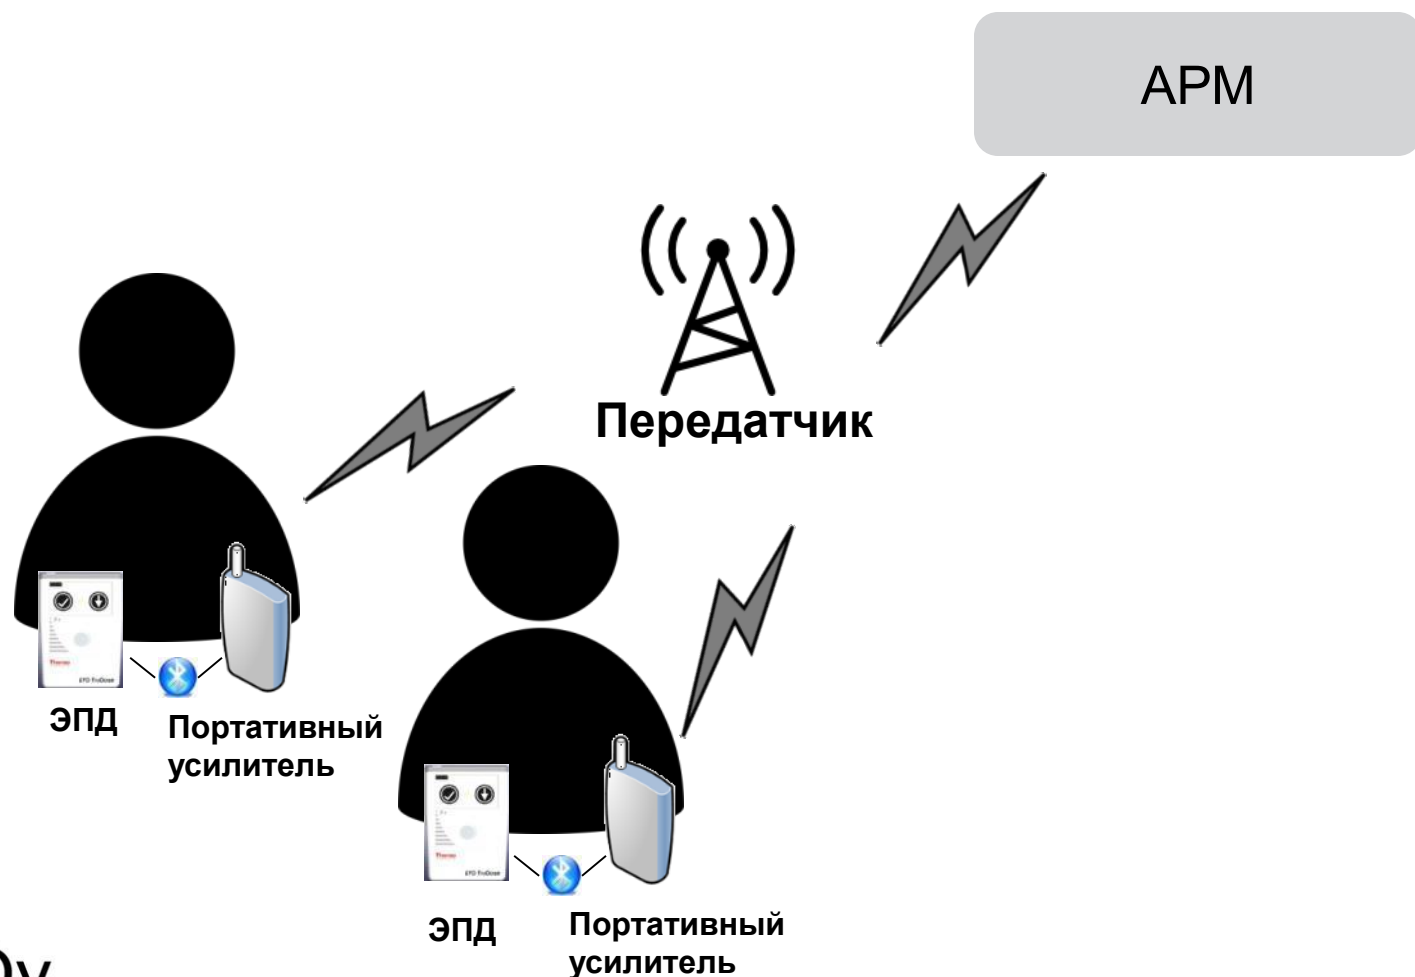 АРМ
Передатчик
ЭПД
Портативный
усилитель
ЭПД
Портативный
усилитель